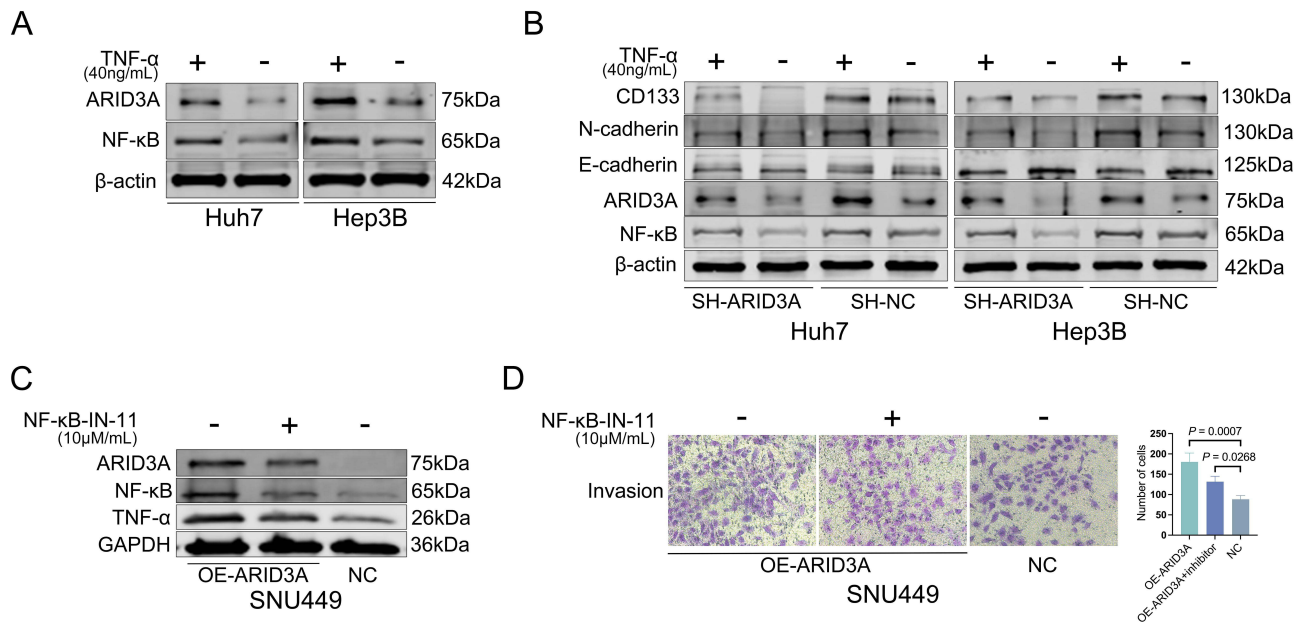 A
TNF-α + - + -
(40ng/mL)
ARID3A 75kDa
NF-κB 65kDa
β-actin 42kDa
Huh7 Hep3B
B
TNF-α + - + - + - + -
(40ng/mL)
CD133 130kDa
N-cadherin 130kDa
E-cadherin 125kDa
ARID3A 75kDa
NF-κB 65kDa
β-actin 42kDa
SH-ARID3A SH-NC SH-ARID3A SH-NC
Huh7 Hep3B
C
NF-κB-IN-11 - + -
(10μM/mL)
ARID3A 75kDa
NF-κB 65kDa
TNF-α 26kDa
GAPDH 36kDa
OE-ARID3A NC
SNU449
D
NF-κB-IN-11 - + -
(10μM/mL)
Invasion
OE-ARID3A NC
SNU449
Number of cells
250
200
150
100
50
0
P = 0.0007
P = 0.0268
OE-ARID3A
OE-ARID3A+inhibitor
NC